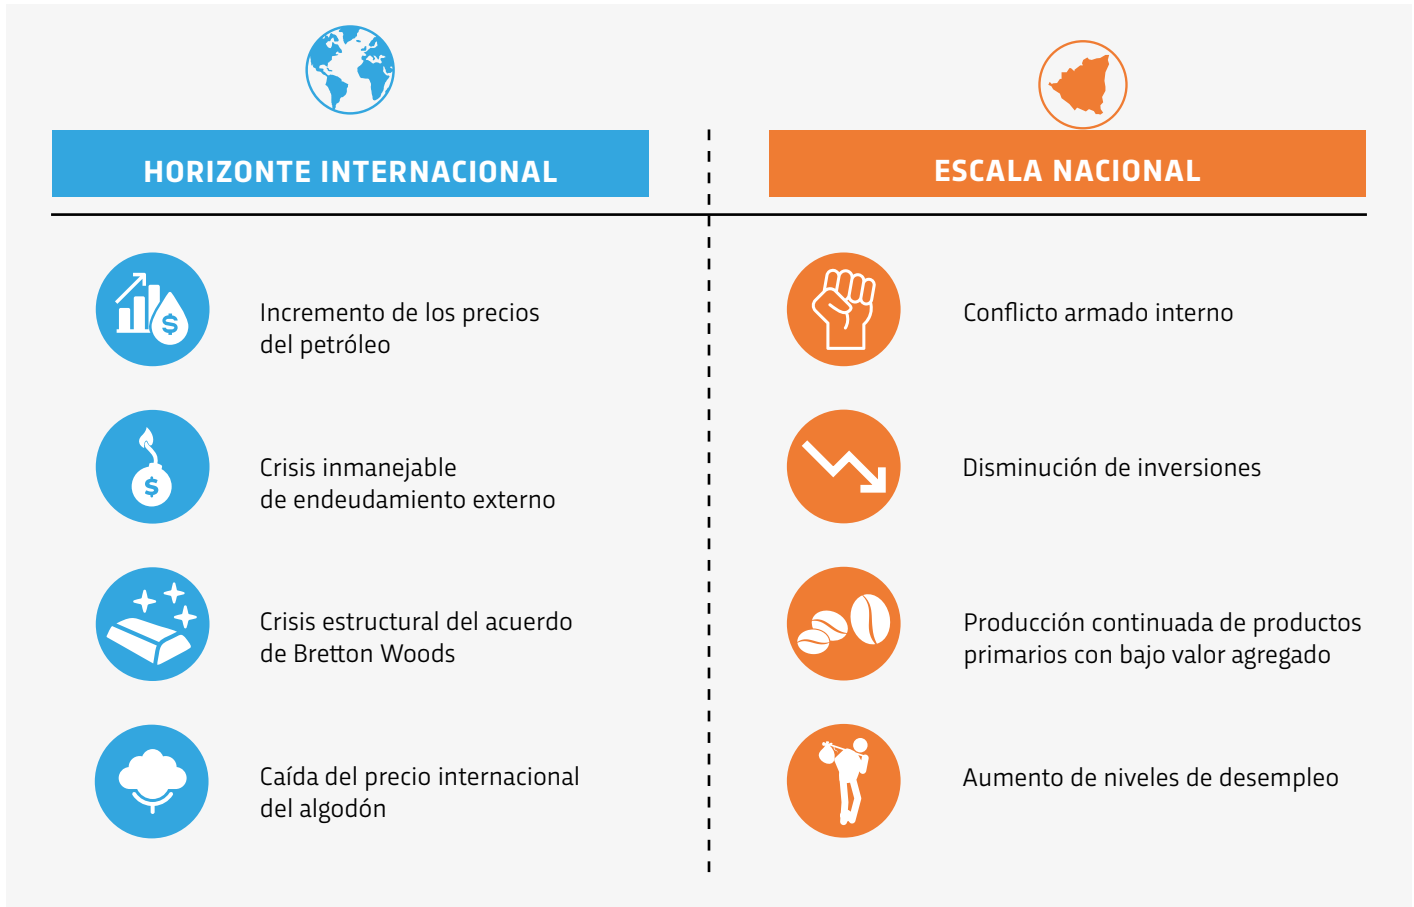 HORIZONTE INTERNACIONAL
Incremento de los precios
del petróleo
$
Crisis inmanejable
de endeudamiento externo
$
Crisis estructural del acuerdo
de Bretton Woods
Caída del precio internacional
del algodón
ESCALA NACIONAL
Conflicto armado interno
Disminución de inversiones
Producción continuada de productos
primarios con bajo valor agregado
Aumento de niveles de desempleo